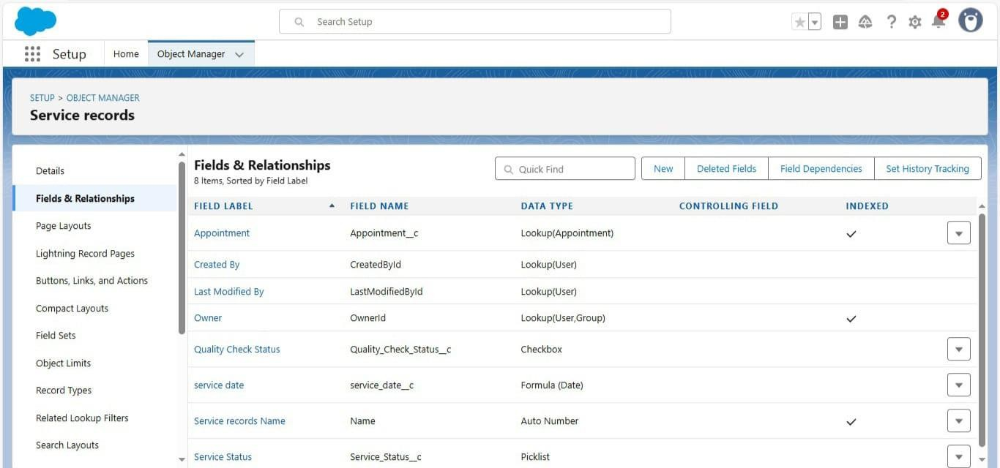 Search Setup
2
Setup
Home
Object Manager
SETUP > OBJECT MANAGER
Service records
Details
Fields & Relationships
Page Layouts
Lightning Record Pages
Buttons, Links, and Actions
Compact Layouts
Field Sets
Object Limits
Record Types
Related Lookup Filters
Search Layouts
Fields & Relationships
8 Items, Sorted by Field Label
Quick Find
New
Deleted Fields
Field Dependencies
Set History Tracking
FIELD LABEL FIELD NAME DATA TYPE CONTROLLING FIELD INDEXED
Appointment Appointment__c Lookup(Appointment)
Created By CreatedById Lookup(User)
Last Modified By LastModifiedById Lookup(User)
Owner OwnerId Lookup(User,Group)
Quality Check Status Quality_Check_Status__c Checkbox
service date service_date__c Formula (Date)
Service records Name Name Auto Number
Service Status Service_Status__c Picklist